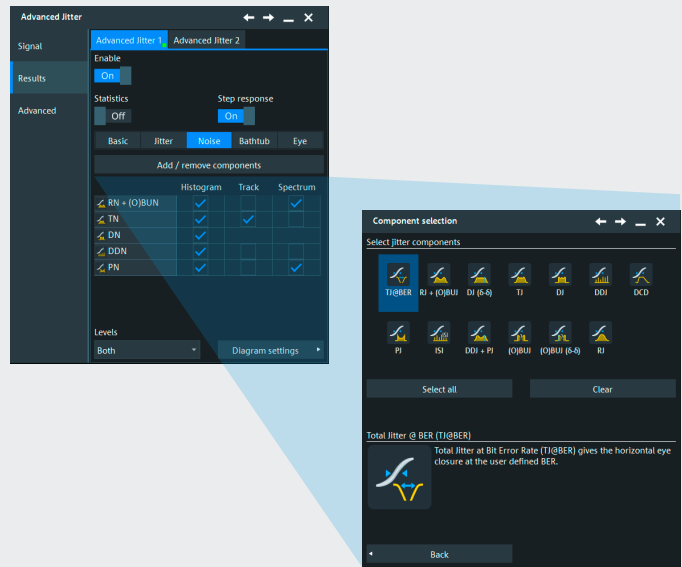 Advanced Jitter
Signal
Results
Advanced
Advanced Jitter 1
Advanced Jitter 2
Enable
On
Statistics
Step response
Off
On
Basic
Jitter
Noise
Bathtub
Eye
Add / remove components
Histogram
Track
Spectrum
RN + (O)BUN
TN
DN
DDN
PN
Levels
Both
Diagram settings
Component selection
Select jitter components
TJ@BER
RJ + (O)BUJ
DJ (δ-δ)
TJ
DJ
DDJ
DCD
PJ
ISI
DDJ + PJ
(O)BUJ
(O)BUJ (δ-δ)
RJ
Select all
Clear
Total Jitter @ BER (TJ@BER)
Total Jitter at Bit Error Rate (TJ@BER) gives the horizontal eye
closure at the user defined BER.
Back